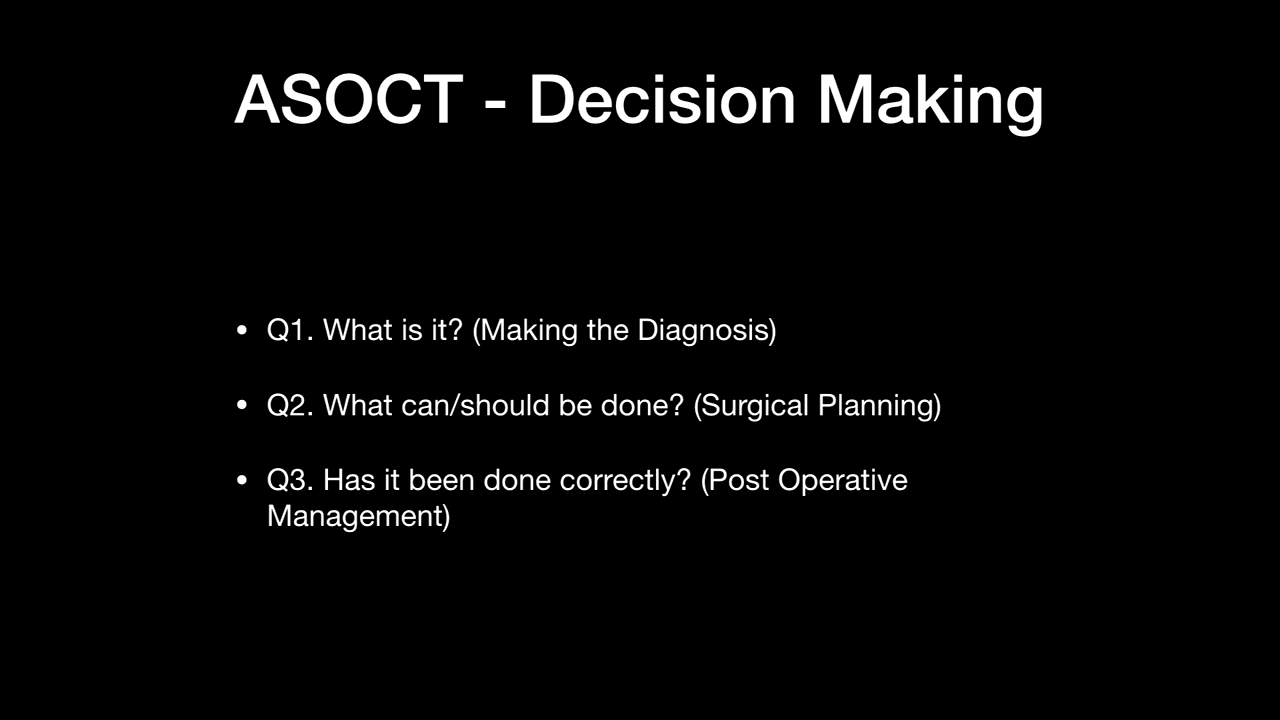 ASOCT - Decision Making
• Q1. What is it? (Making the Diagnosis)
• Q2. What can/should be done? (Surgical Planning)
• Q3. Has it been done correctly? (Post Operative
Management)